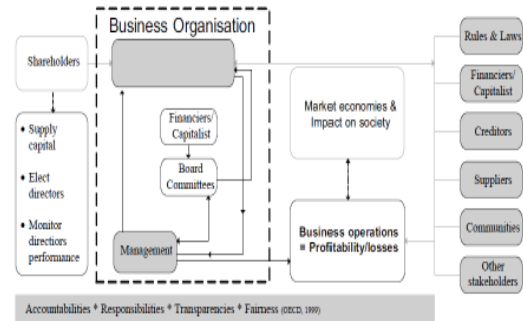 Business Organisation
Shareholders
• Supply
capital
• Elect
directors
• Monitor
directiors
performance
Financiers/
Capitalist
Board
Committees
Management
Market economies &
Impact on society
Business operations
= Profitability/losses
Rules & Laws
Financiers/
Capitalist
Creditors
Suppliers
Communities
Other
stakeholders
Accountabilities * Responsibilities * Transparencies * Fairness (OECD, 1999)